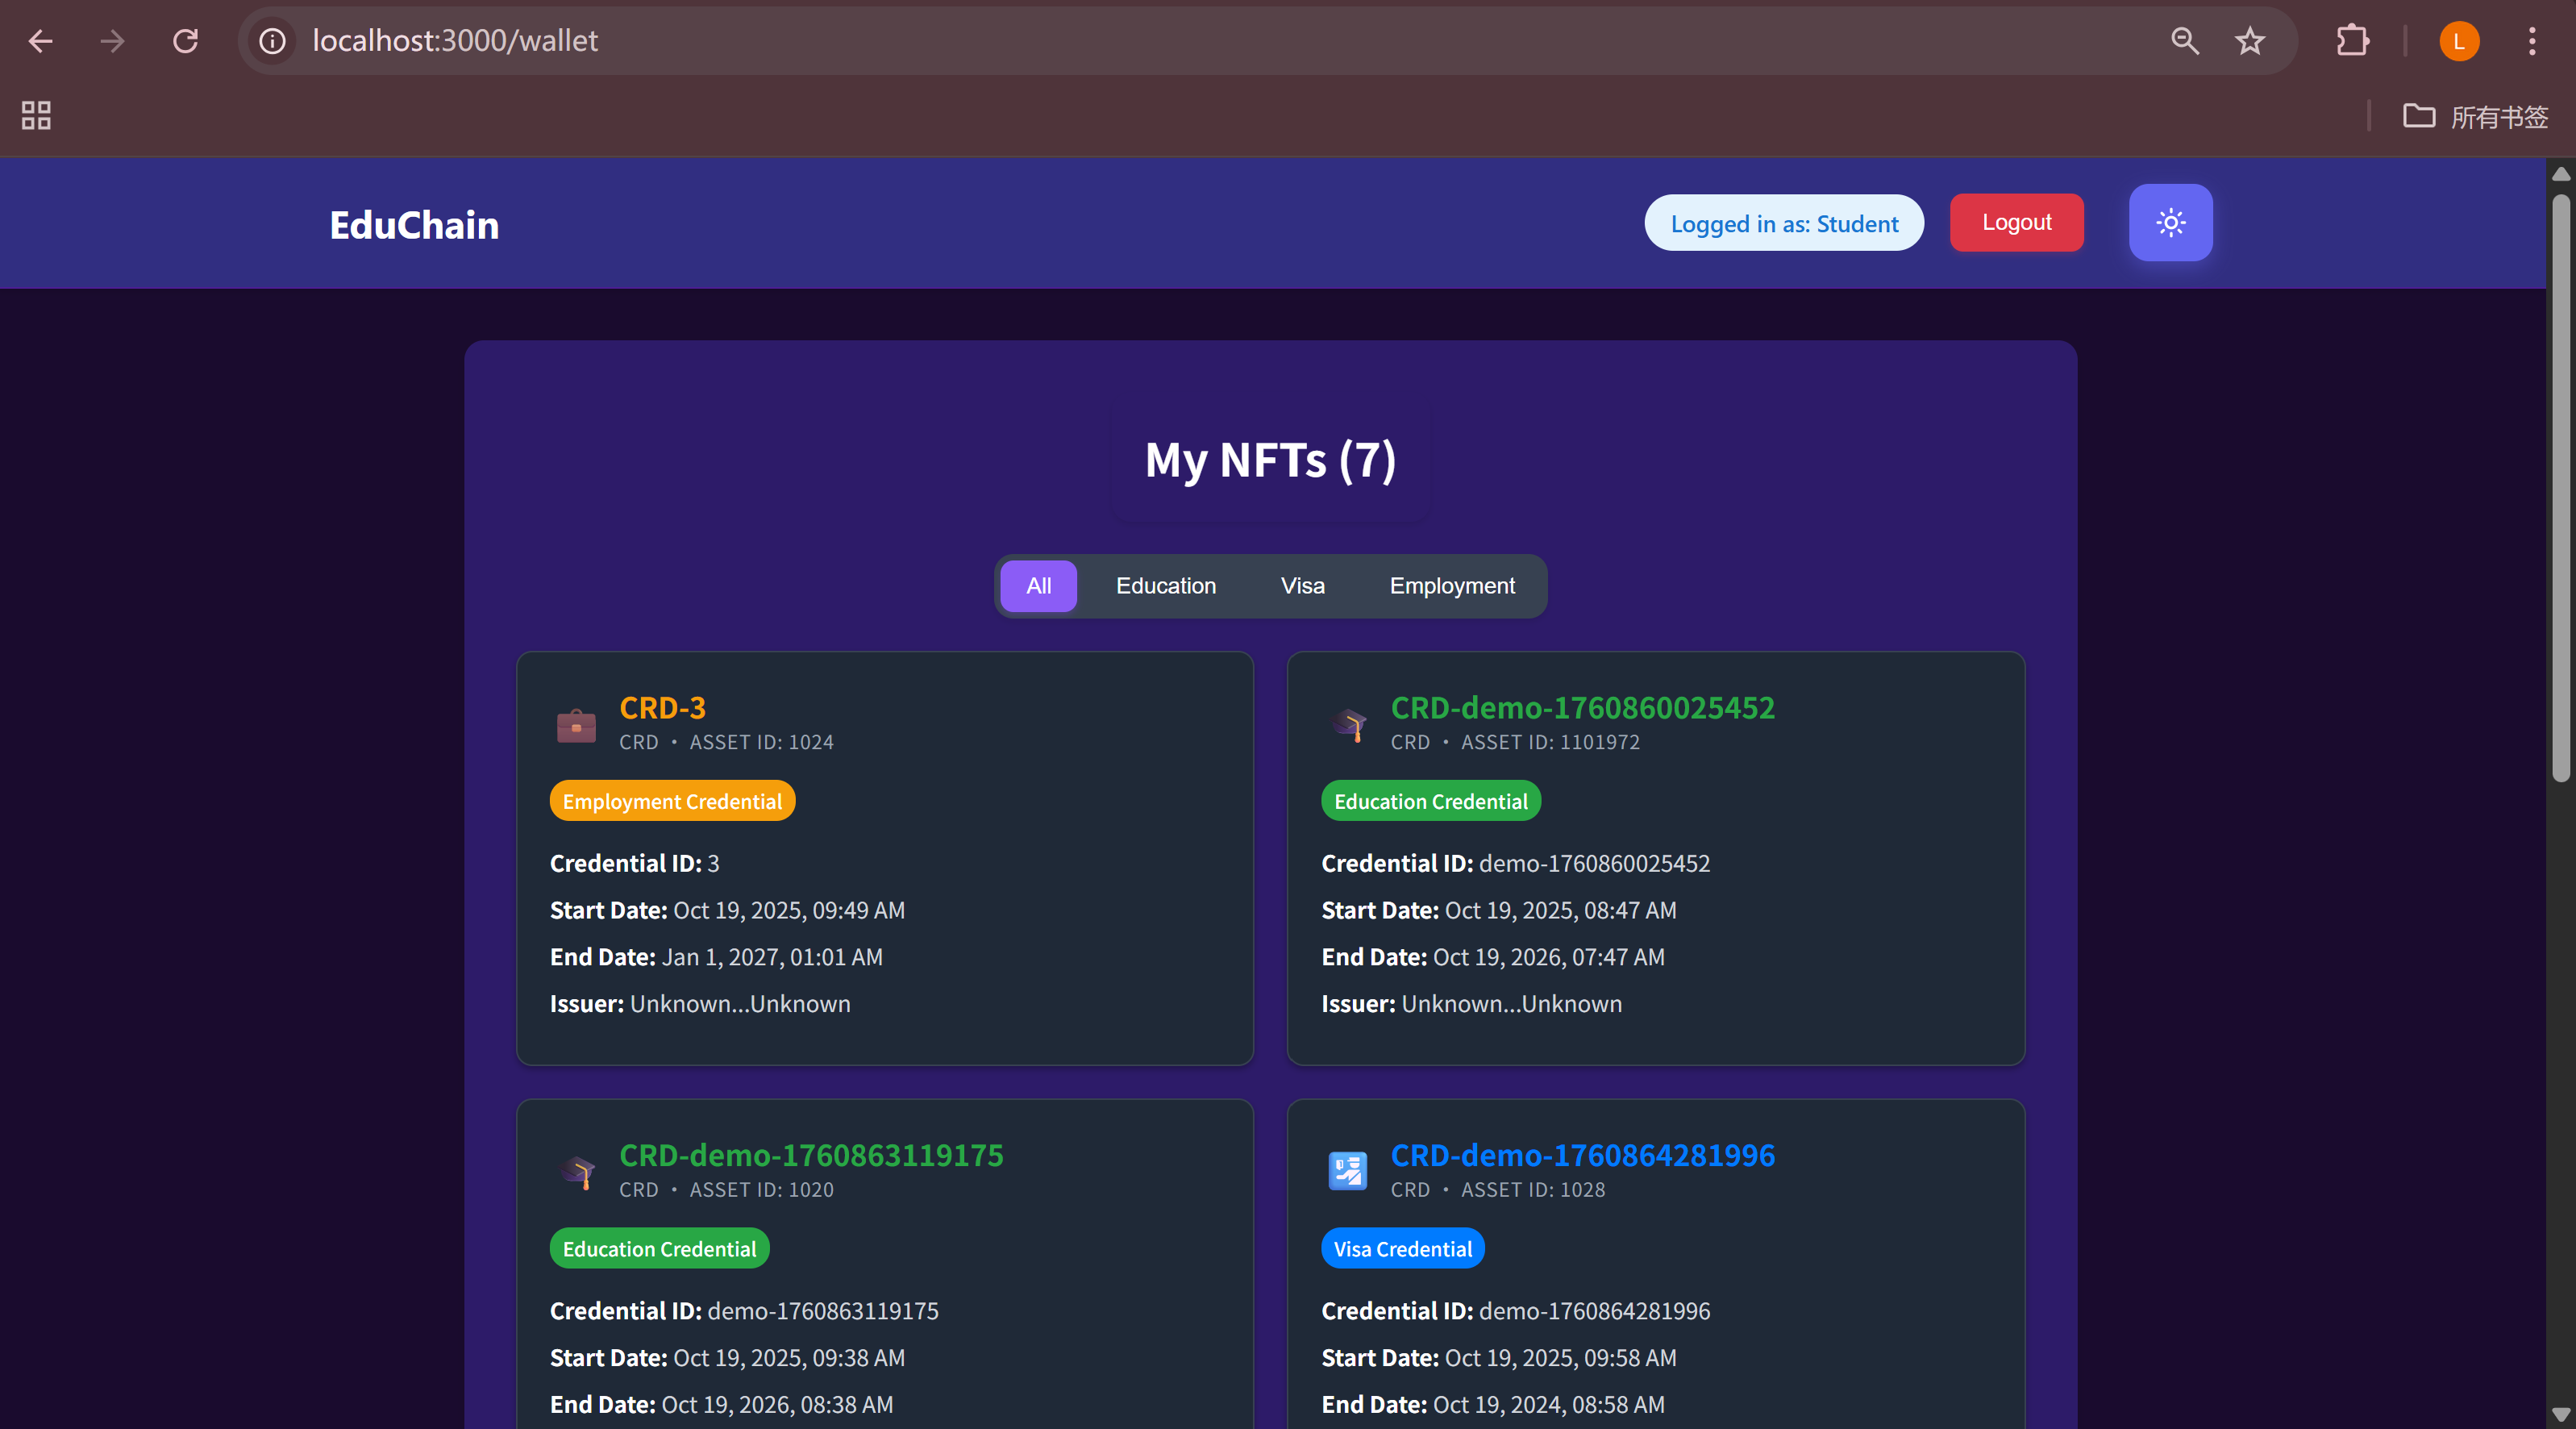 localhost:3000/wallet
L
所有书签
EduChain
Logged in as: Student
Logout
My NFTs (7)
All
Education
Visa
Employment
CRD-3
CRD • ASSET ID: 1024
Employment Credential
Credential ID: 3
Start Date: Oct 19, 2025, 09:49 AM
End Date: Jan 1, 2027, 01:01 AM
Issuer: Unknown...Unknown
CRD-demo-1760860025452
CRD • ASSET ID: 1101972
Education Credential
Credential ID: demo-1760860025452
Start Date: Oct 19, 2025, 08:47 AM
End Date: Oct 19, 2026, 07:47 AM
Issuer: Unknown...Unknown
CRD-demo-1760863119175
CRD • ASSET ID: 1020
Education Credential
Credential ID: demo-1760863119175
Start Date: Oct 19, 2025, 09:38 AM
End Date: Oct 19, 2026, 08:38 AM
CRD-demo-1760864281996
CRD • ASSET ID: 1028
Visa Credential
Credential ID: demo-1760864281996
Start Date: Oct 19, 2025, 09:58 AM
End Date: Oct 19, 2024, 08:58 AM